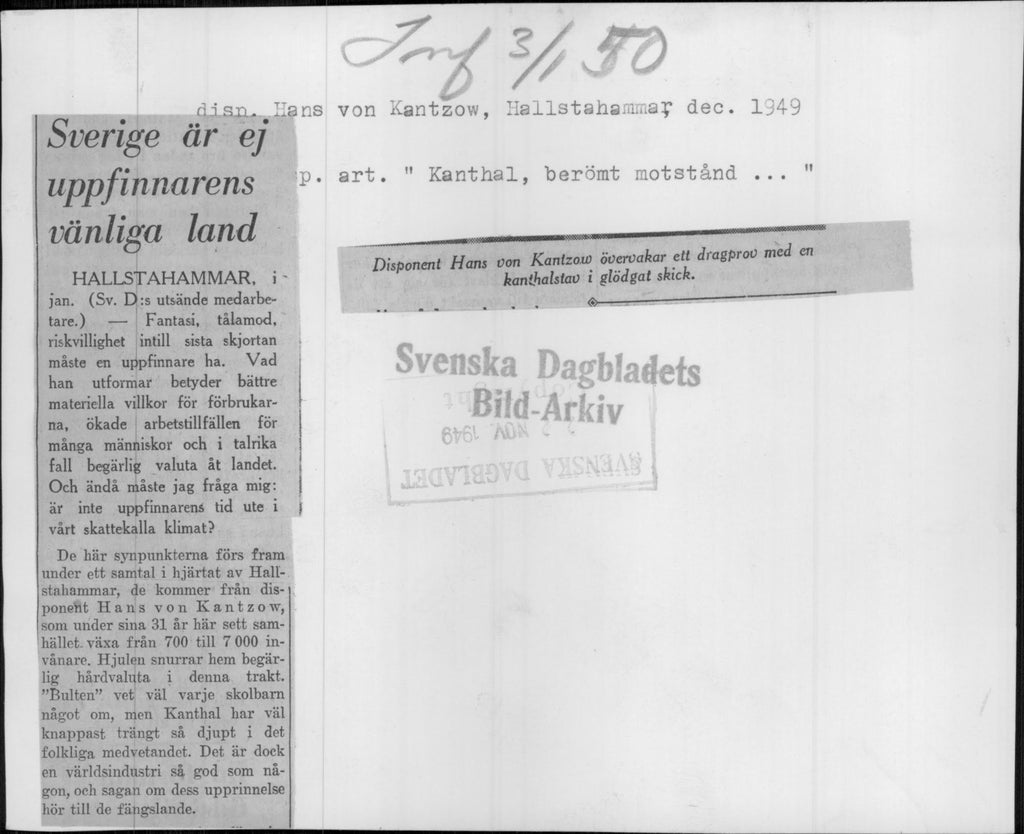 Inf 3/1 50
disp. Hans von Kantzow, Hallstahammar dec. 1949
p. art. " Kanthal, berömt motstånd ... "
Sverige är ej
uppfinnarens
vänliga land
HALLSTAHAMMAR, i
jan. (Sv. D:s utsände medarbe-
tare.) — Fantasi, tålamod,
riskvillighet intill sista skjortan
måste en uppfinnare ha. Vad
han utformar betyder bättre
materiella villkor för förbrukar-
na, ökade arbetstillfällen för
många människor och i talrika
fall begärlig valuta åt landet.
Och ändå måste jag fråga mig:
är inte uppfinnarens tid ute i
vårt skattekalla klimat?
De här synpunkterna förs fram
under ett samtal i hjärtat av Hall-
stahammar, de kommer från dis-
ponent Hans von Kantzow,
som under sina 31 år här sett sam-
hället växa från 700 till 7 000 in-
vånare. Hjulen snurrar hem begär-
lig hårdvaluta i denna trakt.
"Bulten" vet väl varje skolbarn
något om, men Kanthal har väl
knappast trängt så djupt i det
folkliga medvetandet. Det är dock
en världsindustri så god som nå-
gon, och sagan om dess upprinnelse
hör till de fängslande.
Disponent Hans von Kantzow övervakar ett dragprov med en
kanthalstav i glödgat skick.
Svenska Dagbladets
Bild-Arkiv
2 NOV. 1949
SVENSKA DAGBLADET